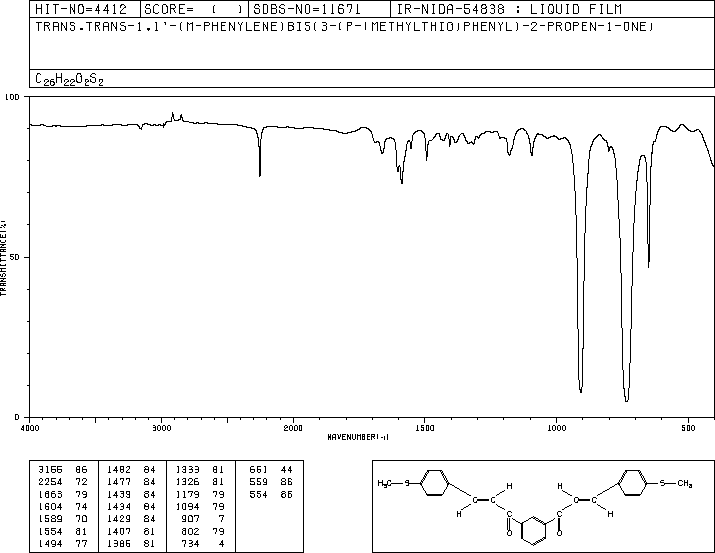 HIT-NO=4412 SCORE= ( ) SDBS-NO=11671 IR-NIDA-54838 : LIQUID FILM
TRANS,TRANS-1,1'-(M-PHENYLENE)BIS(3-(P-(METHYLTHIO)PHENYL)-2-PROPEN-1-ONE)
C26H22O2S2
100
50
0
TRANSMITTANCE(%)
4000 3000 2000 1500 1000 500
WAVENUMBER(-1)
3166 86 1482 84 1333 81 661 44
2254 72 1477 84 1326 81 559 86
1663 79 1439 84 1179 79 554 86
1604 74 1434 84 1094 79
1589 70 1429 84 907 7
1554 81 1407 81 802 79
1494 77 1386 81 734 4
H3C S H H S CH3
C C C C
H C C H
O O